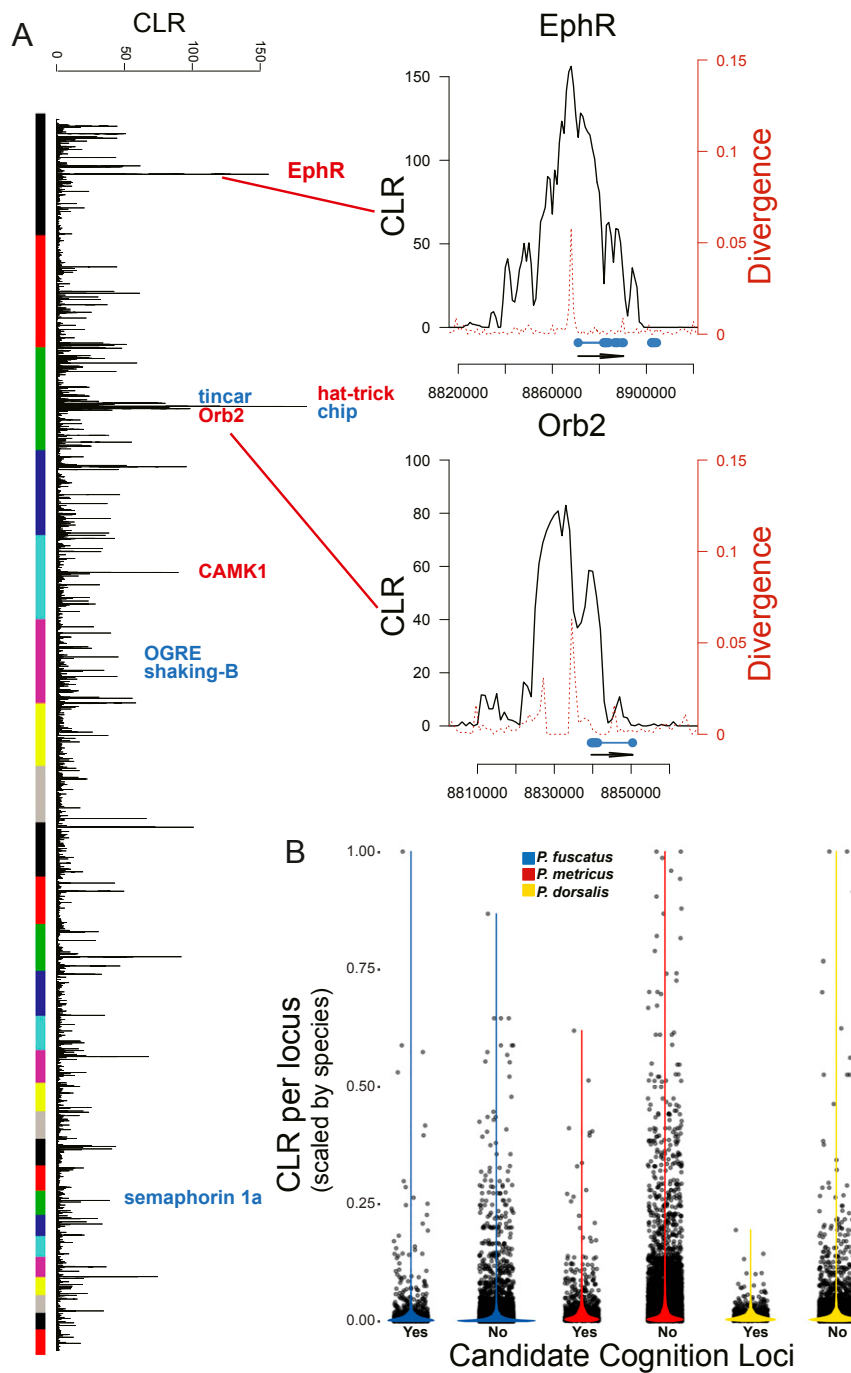 A
CLR
0
50
100
150
EphR
tincar
Orb2
hat-trick
chip
CAMK1
OGRE
shaking-B
semaphorin 1a
EphR
CLR
150
100
50
0
0.15
0.1
0.05
0
Divergence
8820000
8860000
8900000
Orb2
CLR
100
80
60
40
20
0
0.15
0.1
0.05
0
Divergence
8810000
8830000
8850000
B
P. fuscatus
P. metricus
P. dorsalis
CLR per locus
(scaled by species)
1.00
0.75
0.50
0.25
0.00
Yes No Yes No Yes No
Candidate Cognition Loci